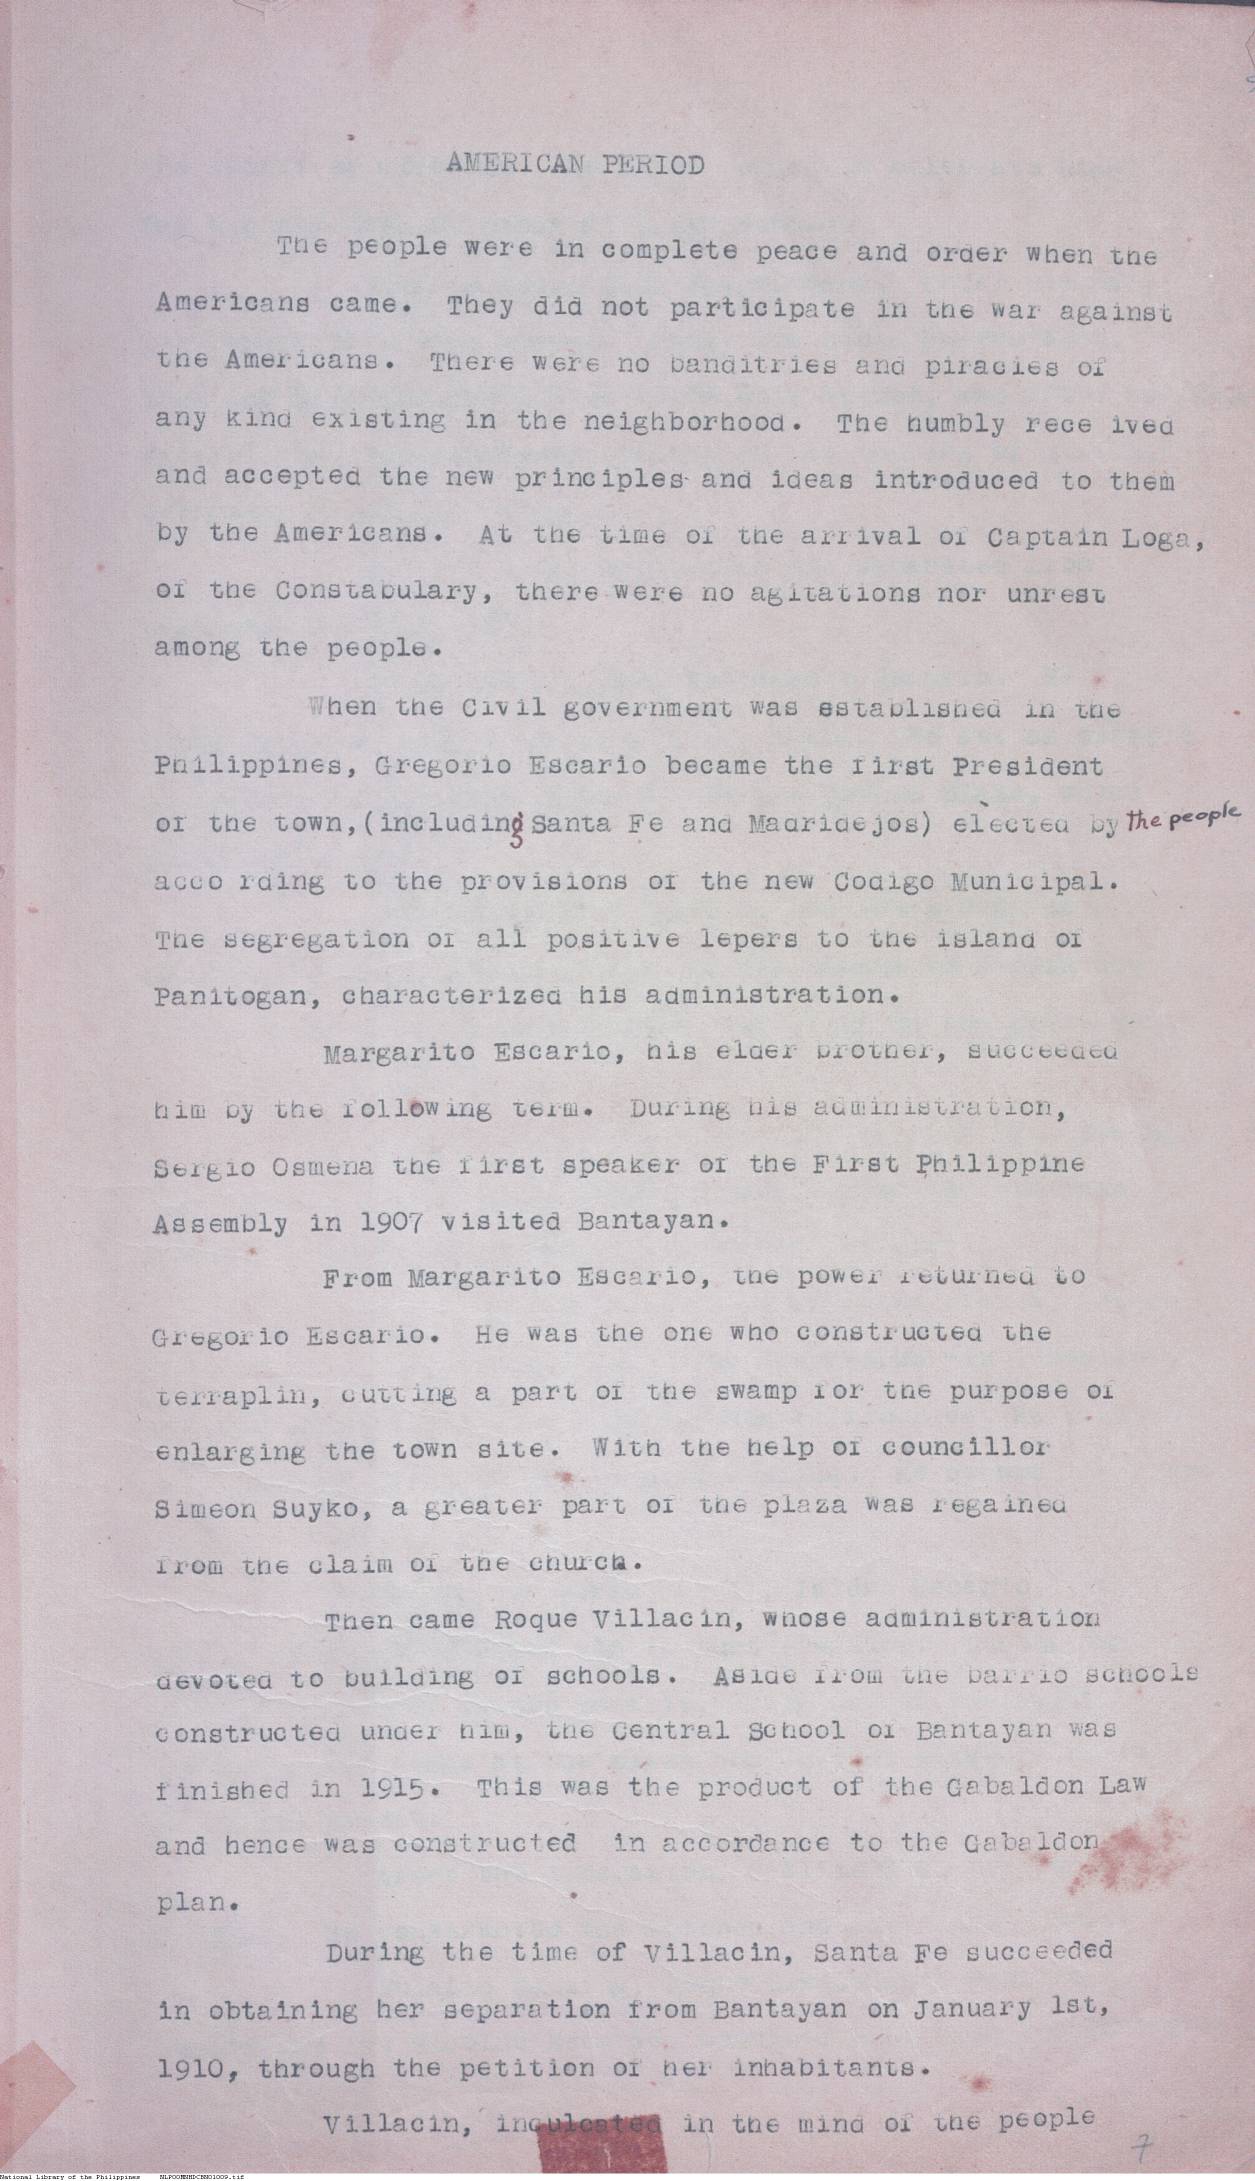 AMERICAN PERIOD
The people were in complete peace and order when the
Americans came. They did not participate in the war against
the Americans. There were no banditries and piracies of
any kind existing in the neighborhood. The humbly rece ived
and accepted the new principles and ideas introduced to them
by the Americans. At the time of the arrival of Captain Loga,
of the Constabulary, there were no agitations nor unrest
among the people.
When the Civil government was established in the
Philippines, Gregorio Escario became the first President
of the town,(including Santa Fe and Madridejos) elected by the people
acco rding to the provisions of the new Codigo Municipal.
The segregation of all positive lepers to the island of
Panitogan, characterized his administration.
Margarito Escario, his elder brother, succeeded
him by the following term. During his administration,
Sergio Osmena the first speaker of the First Philippine
Assembly in 1907 visited Bantayan.
From Margarito Escario, the power returned to
Gregorio Escario. He was the one who constructed the
terraplin, cutting a part of the swamp for the purpose of
enlarging the town site. With the help of councillor
Simeon Suyko, a greater part of the plaza was regained
from the claim of the church.
Then came Roque Villacin, whose administration
devoted to building of schools. Aside from the barrio schools
constructed under him, the Central School of Bantayan was
finished in 1915. This was the product of the Gabaldon Law
and hence was constructed in accordance to the Gabaldon
plan.
During the time of Villacin, Santa Fe succeeded
in obtaining her separation from Bantayan on January 1st,
1910, through the petition of her inhabitants.
Villacin, inculcated in the mind of the people
7
National Library of the Philippines NLPOOMNHDCBN01009.tif